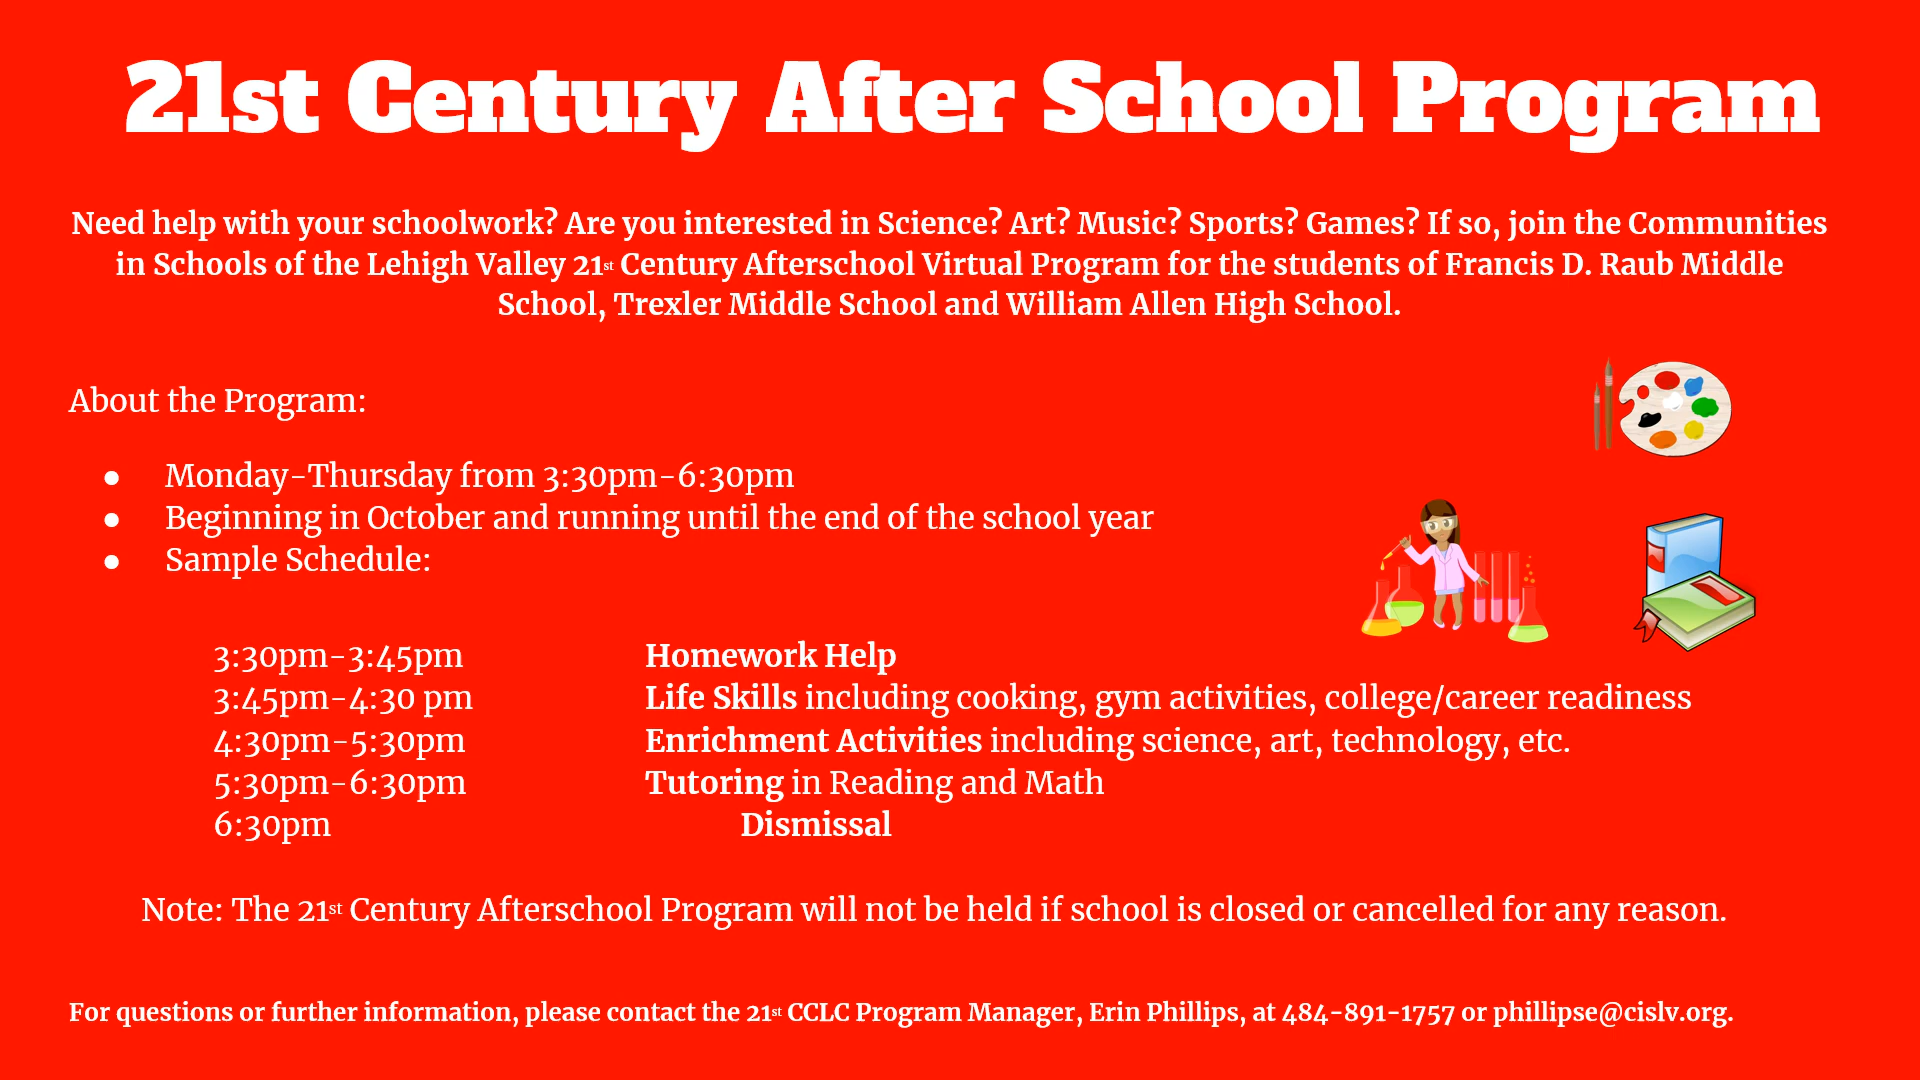 21st Century After School Program
Need help with your schoolwork? Are you interested in Science? Art? Music? Sports? Games? If so, join the Communities
in Schools of the Lehigh Valley 21st Century Afterschool Virtual Program for the students of Francis D. Raub Middle
School, Trexler Middle School and William Allen High School.
About the Program:
● Monday-Thursday from 3:30pm-6:30pm
● Beginning in October and running until the end of the school year
● Sample Schedule:
3:30pm-3:45pm Homework Help
3:45pm-4:30 pm Life Skills including cooking, gym activities, college/career readiness
4:30pm-5:30pm Enrichment Activities including science, art, technology, etc.
5:30pm-6:30pm Tutoring in Reading and Math
6:30pm Dismissal
Note: The 21st Century Afterschool Program will not be held if school is closed or cancelled for any reason.
For questions or further information, please contact the 21st CCLC Program Manager, Erin Phillips, at 484-891-1757 or phillipse@cislv.org.